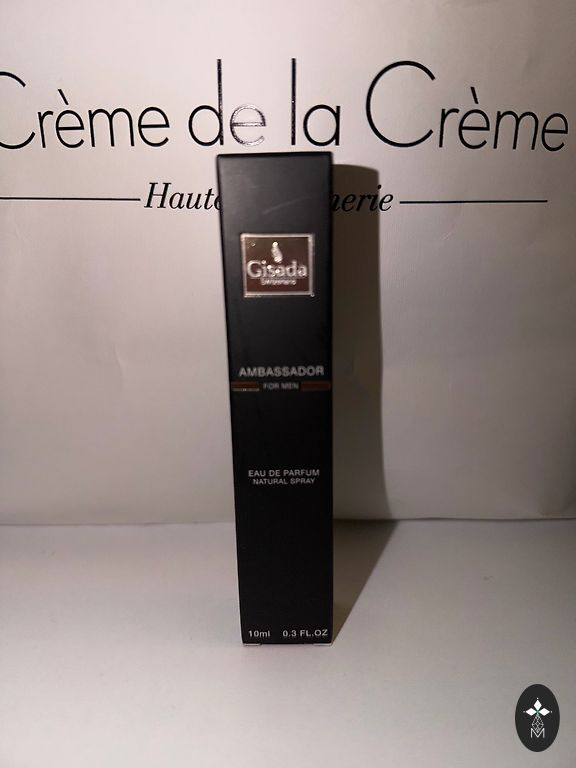 Crème de la Crème
Haute
Gisada
Switzerland
AMBASSADOR
FOR MEN
EAU DE PARFUM
NATURAL SPRAY
10ml 0.3 FL.OZ
M